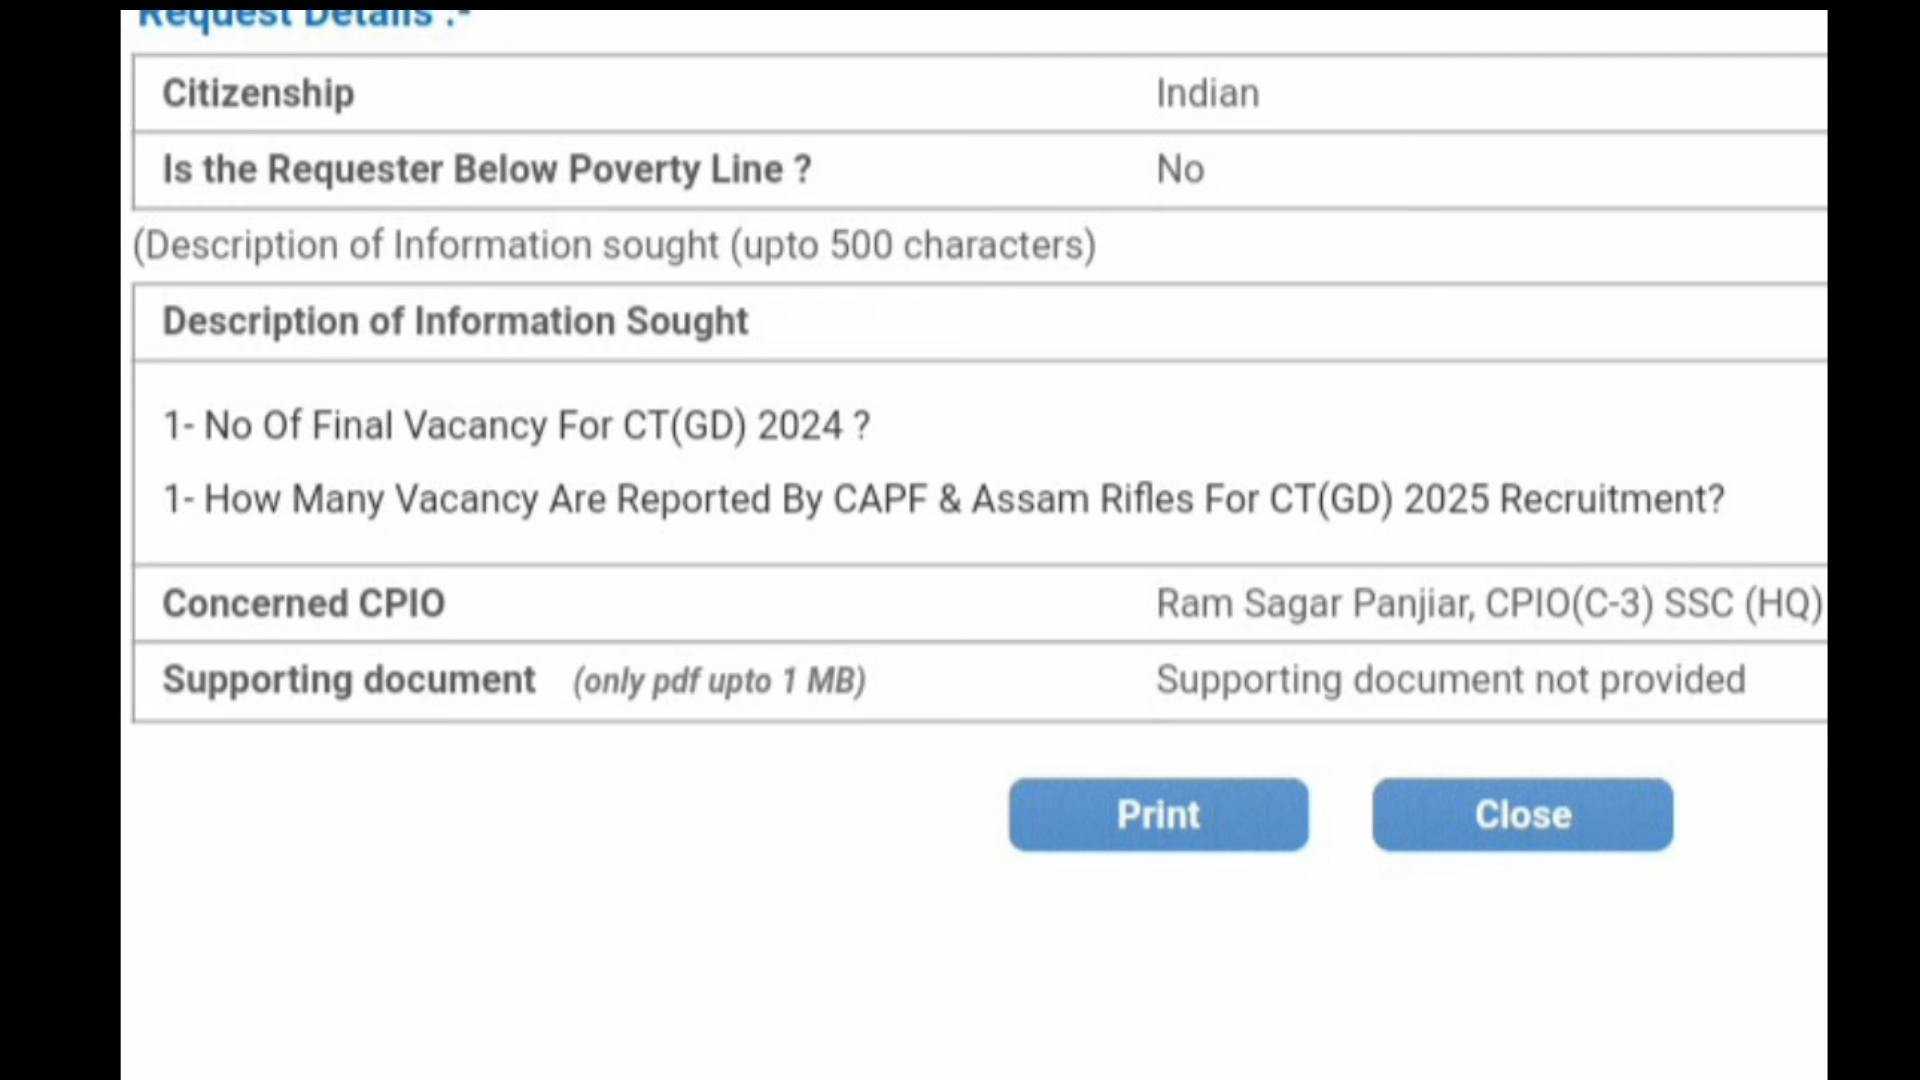 Request Details :-
Citizenship Indian
Is the Requester Below Poverty Line ? No
(Description of Information sought (upto 500 characters)
Description of Information Sought
1- No Of Final Vacancy For CT(GD) 2024 ?
1- How Many Vacancy Are Reported By CAPF & Assam Rifles For CT(GD) 2025 Recruitment?
Concerned CPIO Ram Sagar Panjiar, CPIO(C-3) SSC (HQ)
Supporting document (only pdf upto 1 MB) Supporting document not provided
Print Close